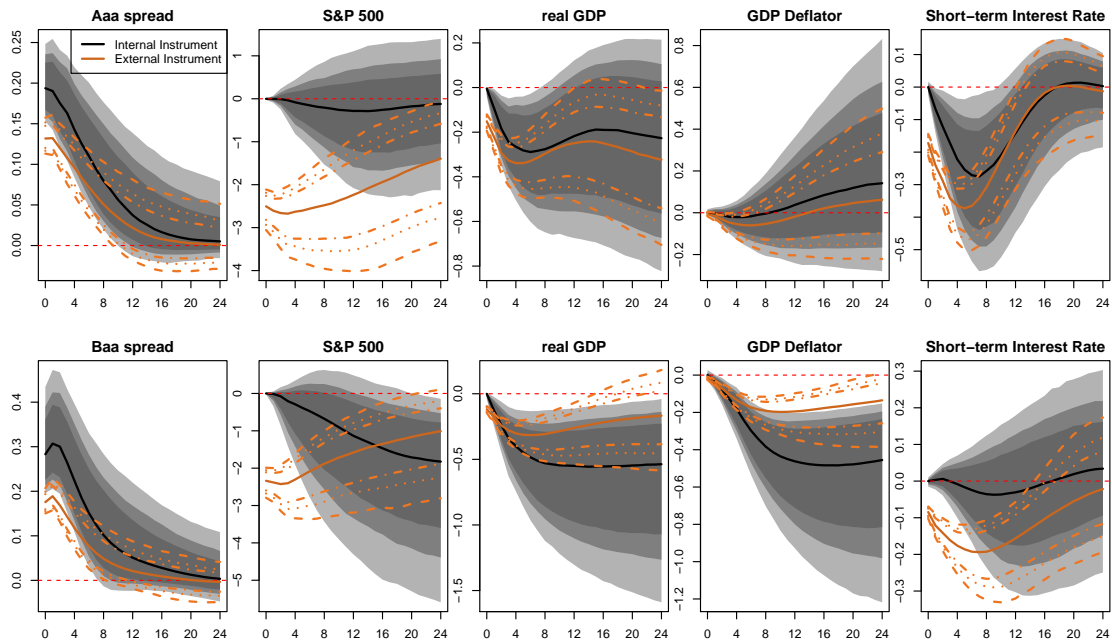 Aaa spread
S&P 500
real GDP
GDP Deflator
Short−term Interest Rate
Internal Instrument
External Instrument
0.25
0.20
0.15
0.10
0.05
0.00
1
0
−1
−2
−3
−4
0.2
0.0
−0.2
−0.4
−0.6
−0.8
0.8
0.6
0.4
0.2
0.0
−0.2
0.1
−0.1
−0.3
−0.5
0 4 8 12 16 20 24
0 4 8 12 16 20 24
0 4 8 12 16 20 24
0 4 8 12 16 20 24
0 4 8 12 16 20 24
Baa spread
S&P 500
real GDP
GDP Deflator
Short−term Interest Rate
0.4
0.3
0.2
0.1
0.0
0
−1
−2
−3
−4
−5
0.0
−0.5
−1.0
−1.5
0.0
−0.2
−0.4
−0.6
−0.8
−1.0
−1.2
0.3
0.2
0.1
0.0
−0.1
−0.2
−0.3
0 4 8 12 16 20 24
0 4 8 12 16 20 24
0 4 8 12 16 20 24
0 4 8 12 16 20 24
0 4 8 12 16 20 24